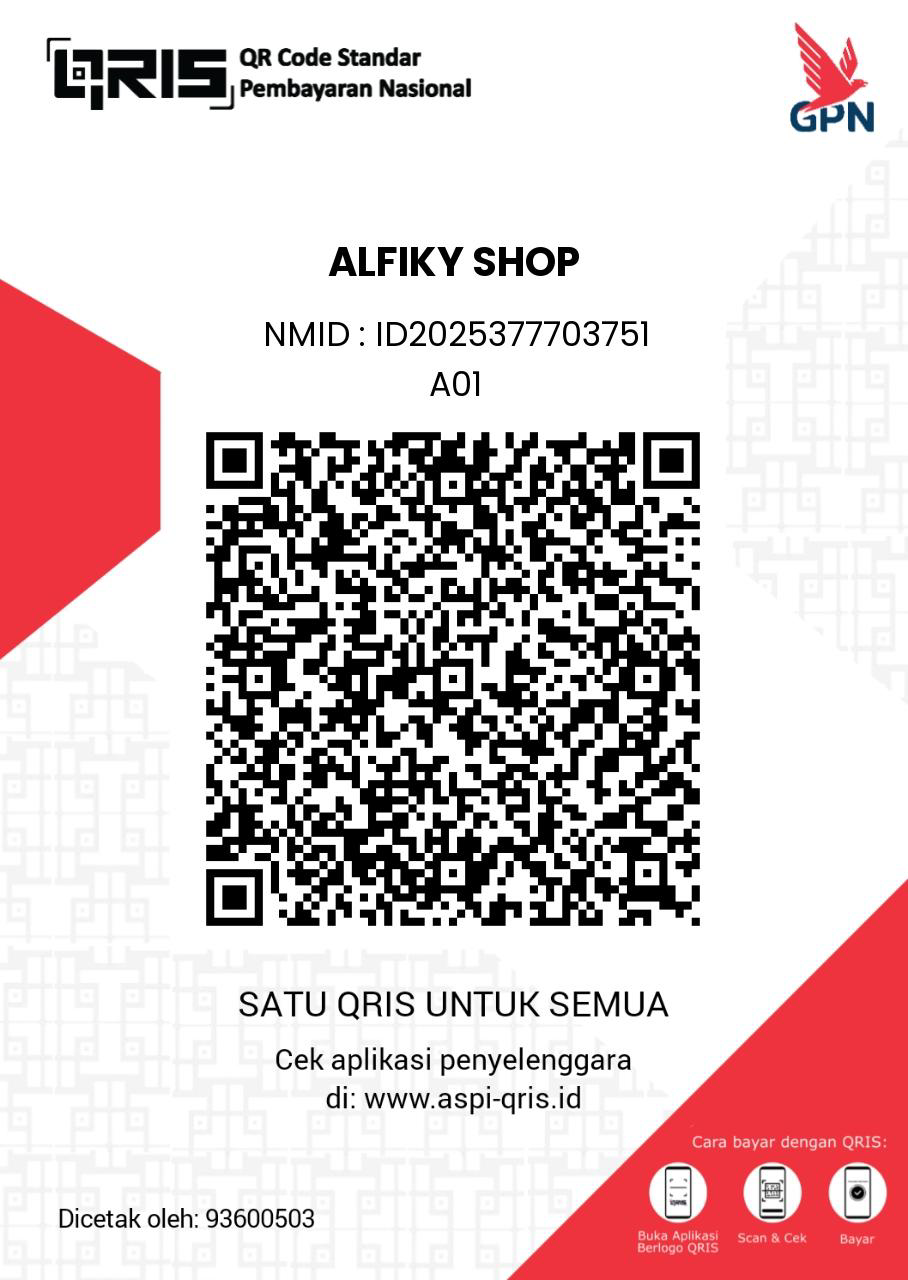 QRIS
QR Code Standar
Pembayaran Nasional
GPN
ALFIKY SHOP
NMID : ID2025377703751
A01
SATU QRIS UNTUK SEMUA
Cek aplikasi penyelenggara
di: www.aspi-qris.id
Cara bayar dengan QRIS:
Buka Aplikasi
Berlogo QRIS
Scan & Cek
Bayar
Dicetak oleh: 93600503